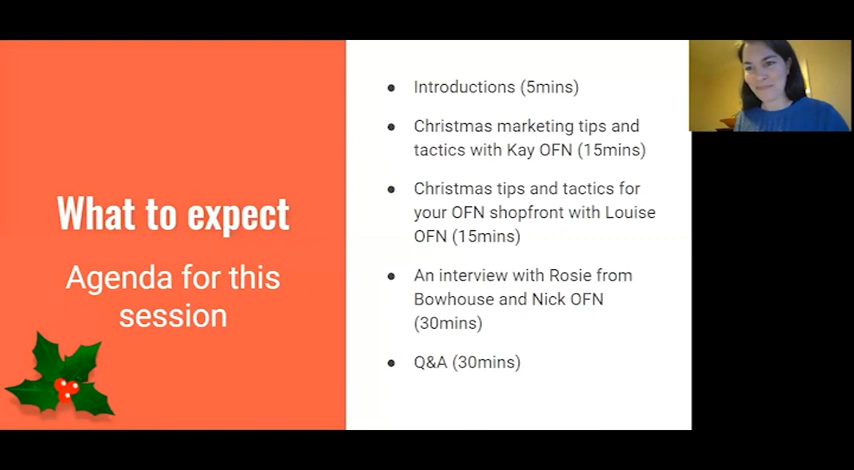 What to expect
Agenda for this
session
Introductions (5mins)
Christmas marketing tips and
tactics with Kay OFN (15mins)
Christmas tips and tactics for
your OFN shopfront with Louise
OFN (15mins)
An interview with Rosie from
Bowhouse and Nick OFN
(30mins)
Q&A (30mins)